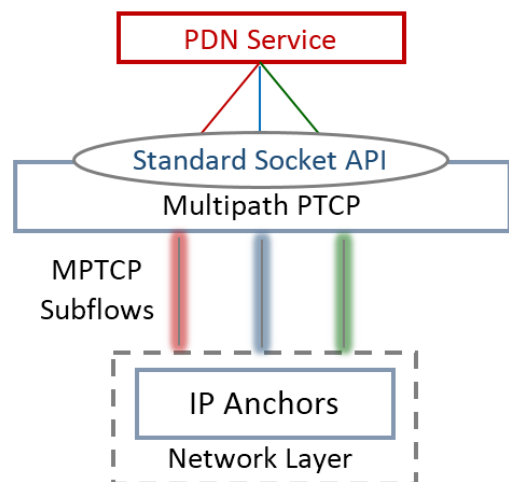 PDN Service
Standard Socket API
Multipath PTCP
MPTCP
Subflows
IP Anchors
Network Layer